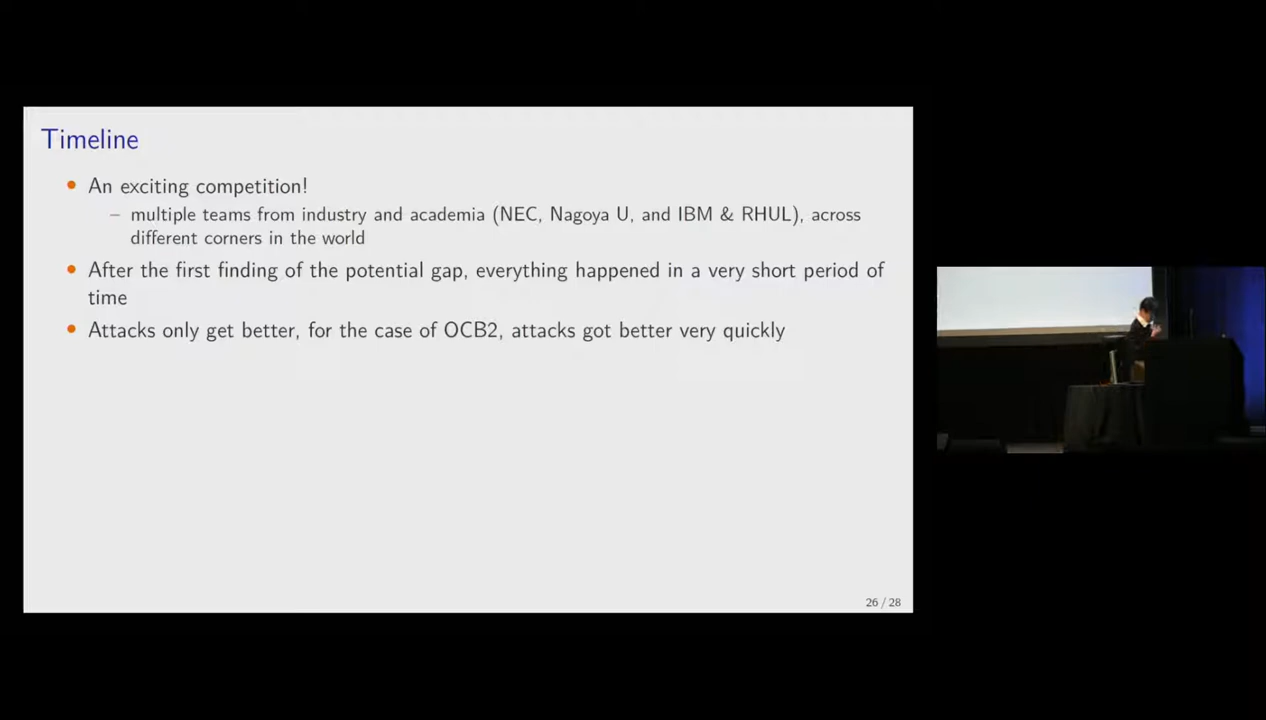 Timeline
• An exciting competition!
– multiple teams from industry and academia (NEC, Nagoya U, and IBM & RHUL), across
different corners in the world
• After the first finding of the potential gap, everything happened in a very short period of
time
• Attacks only get better, for the case of OCB2, attacks got better very quickly
26 / 28